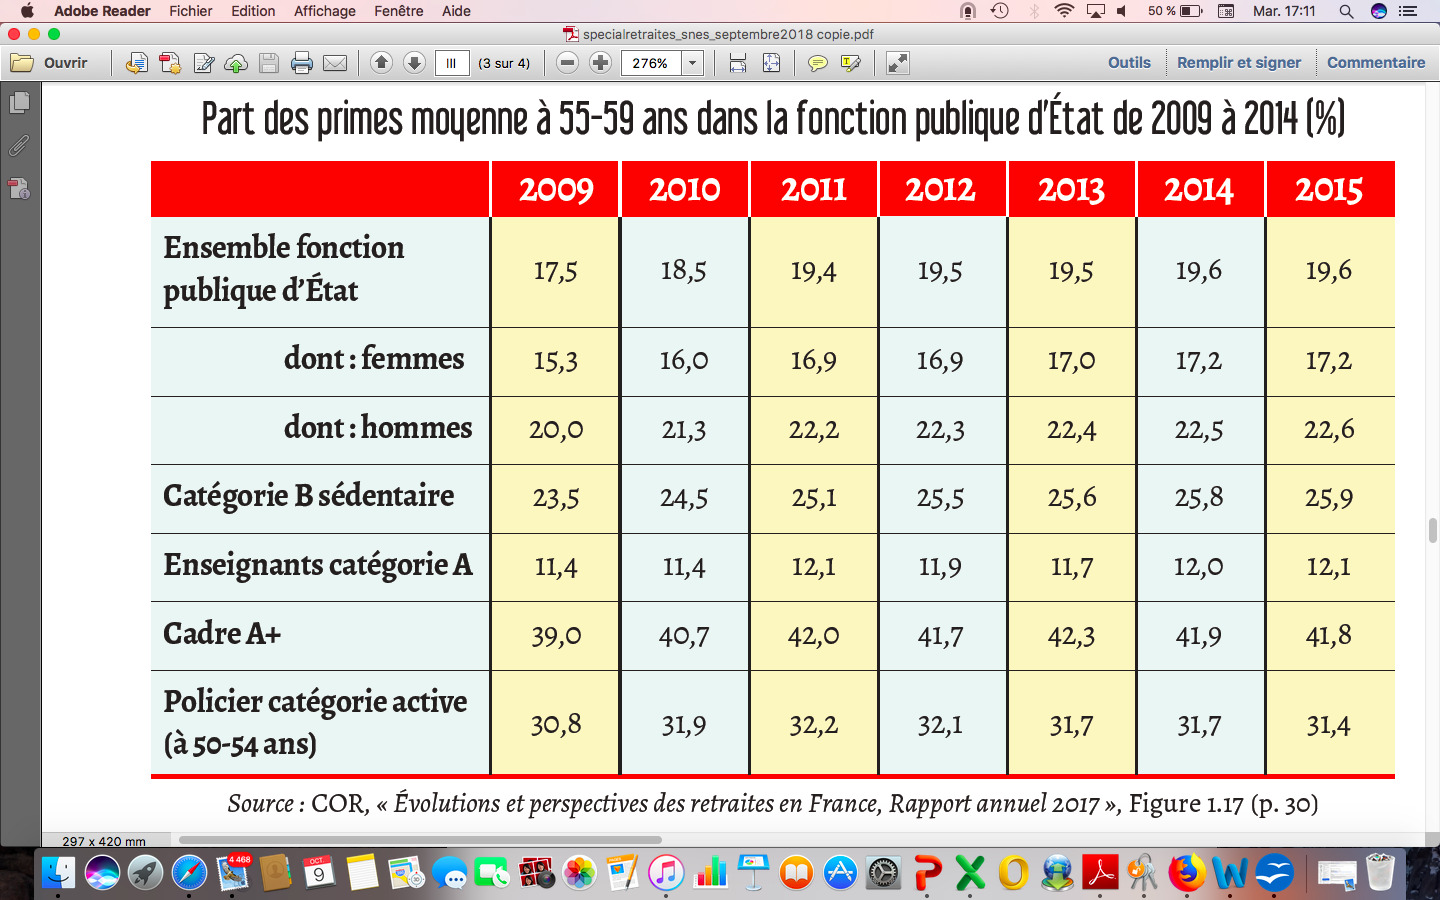 Adobe Reader Fichier Edition Affichage Fenêtre Aide 50 % Mar. 17:11
specialretraites_snes_septembre2018 copie.pdf
Ouvrir III (3 sur 4) 276% Outils Remplir et signer Commentaire
Part des primes moyenne à 55-59 ans dans la fonction publique d'État de 2009 à 2014 (%)
2009 2010 2011 2012 2013 2014 2015
Ensemble fonction
publique d'État 17,5 18,5 19,4 19,5 19,5 19,6 19,6
dont : femmes 15,3 16,0 16,9 16,9 17,0 17,2 17,2
dont : hommes 20,0 21,3 22,2 22,3 22,4 22,5 22,6
Catégorie B sédentaire 23,5 24,5 25,1 25,5 25,6 25,8 25,9
Enseignants catégorie A 11,4 11,4 12,1 11,9 11,7 12,0 12,1
Cadre A+ 39,0 40,7 42,0 41,7 42,3 41,9 41,8
Policier catégorie active
(à 50-54 ans) 30,8 31,9 32,2 32,1 31,7 31,7 31,4
Source : COR, « Évolutions et perspectives des retraites en France, Rapport annuel 2017 », Figure 1.17 (p. 30)
297 x 420 mm
4 468
OCT.
9